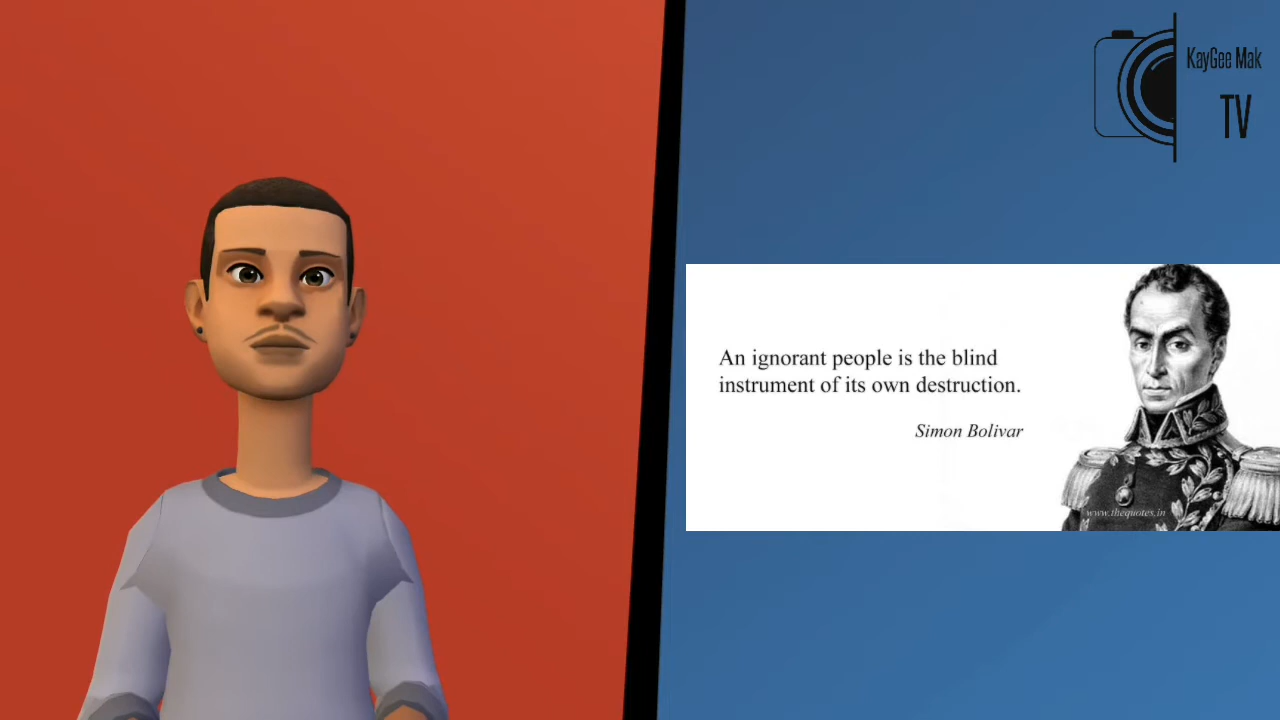 KayGee Mak
TV
An ignorant people is the blind
instrument of its own destruction.
Simon Bolivar
www.thequotes.in